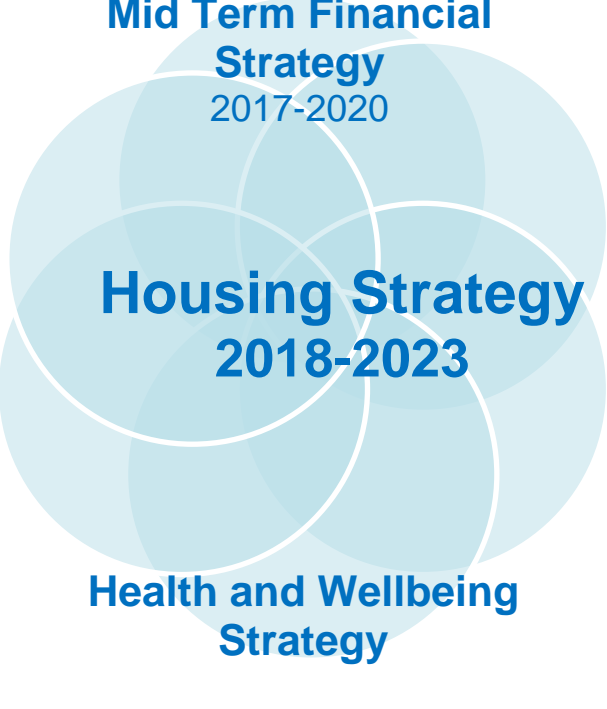 Mid Term Financial
Strategy
2017-2020
Housing Strategy
2018-2023
Health and Wellbeing
Strategy